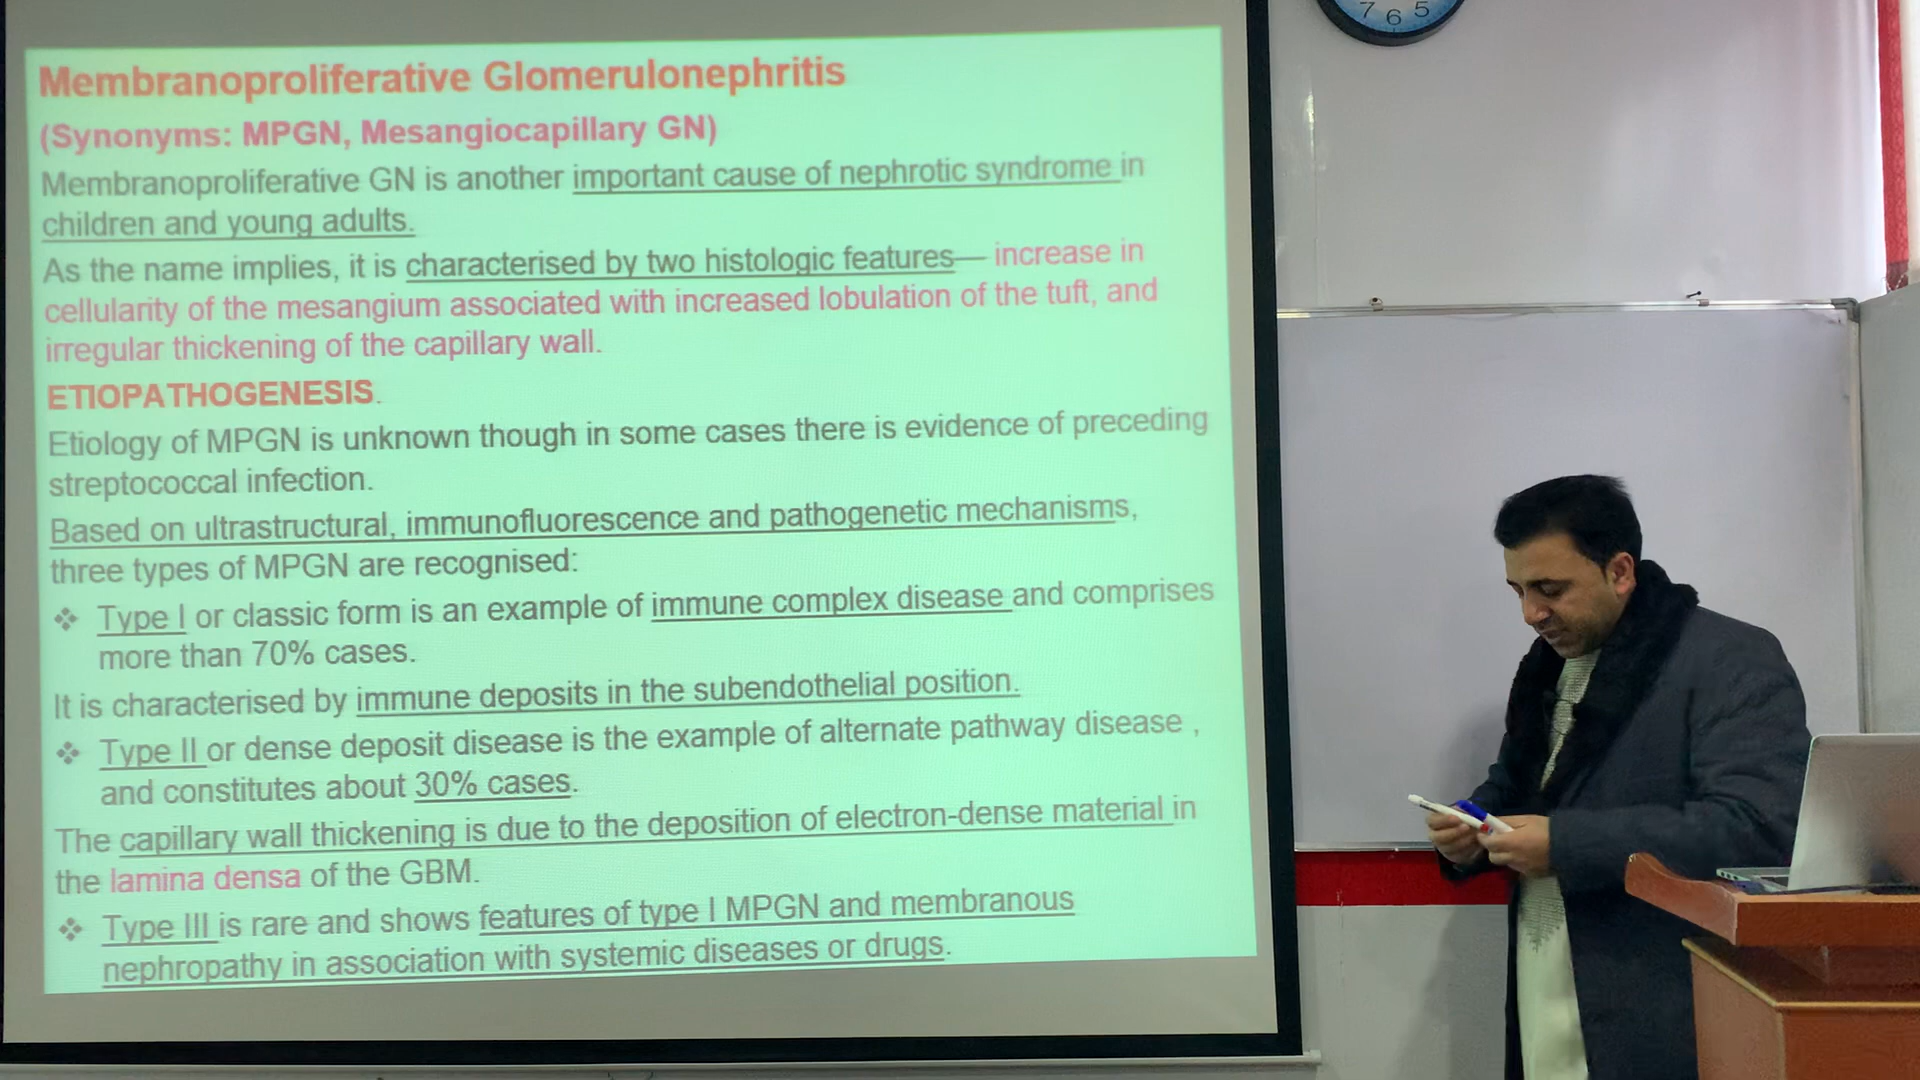 Membranoproliferative Glomerulonephritis
(Synonyms: MPGN, Mesangiocapillary GN)
Membranoproliferative GN is another important cause of nephrotic syndrome in
children and young adults.
As the name implies, it is characterised by two histologic features— increase in
cellularity of the mesangium associated with increased lobulation of the tuft, and
irregular thickening of the capillary wall.
ETIOPATHOGENESIS.
Etiology of MPGN is unknown though in some cases there is evidence of preceding
streptococcal infection.
Based on ultrastructural, immunofluorescence and pathogenetic mechanisms,
three types of MPGN are recognised:
❖ Type I or classic form is an example of immune complex disease and comprises
more than 70% cases.
It is characterised by immune deposits in the subendothelial position.
❖ Type II or dense deposit disease is the example of alternate pathway disease ,
and constitutes about 30% cases.
The capillary wall thickening is due to the deposition of electron-dense material in
the lamina densa of the GBM.
❖ Type III is rare and shows features of type I MPGN and membranous
nephropathy in association with systemic diseases or drugs.
7 6 5